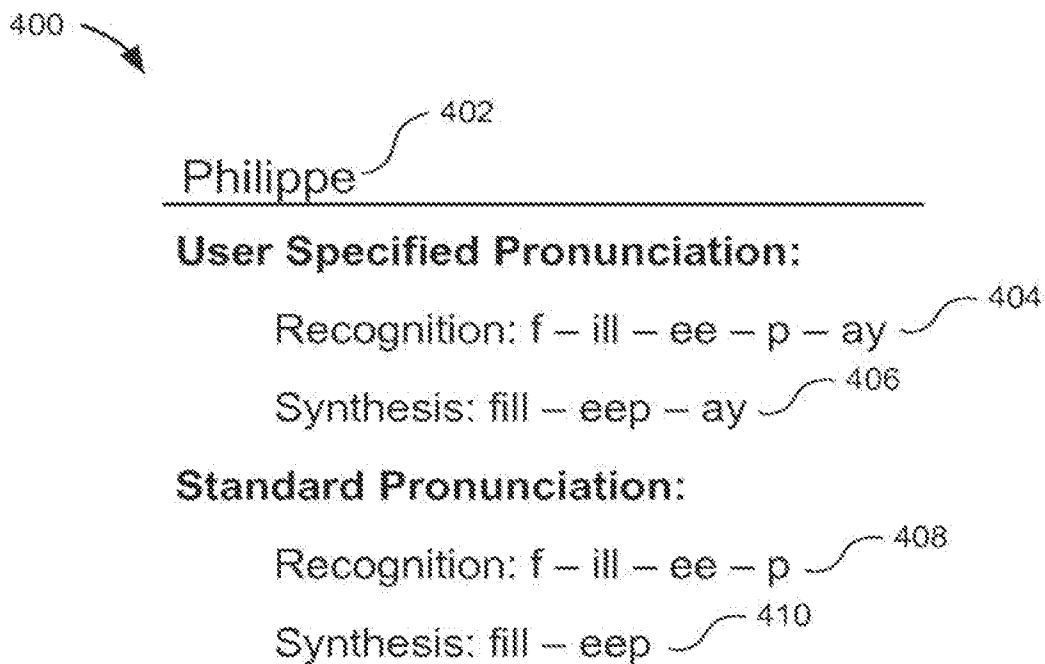 400
402
Philippe
User Specified Pronunciation:
Recognition: f – ill – ee – p – ay 404
Synthesis: fill – eep – ay 406
Standard Pronunciation:
Recognition: f – ill – ee – p 408
Synthesis: fill – eep 410